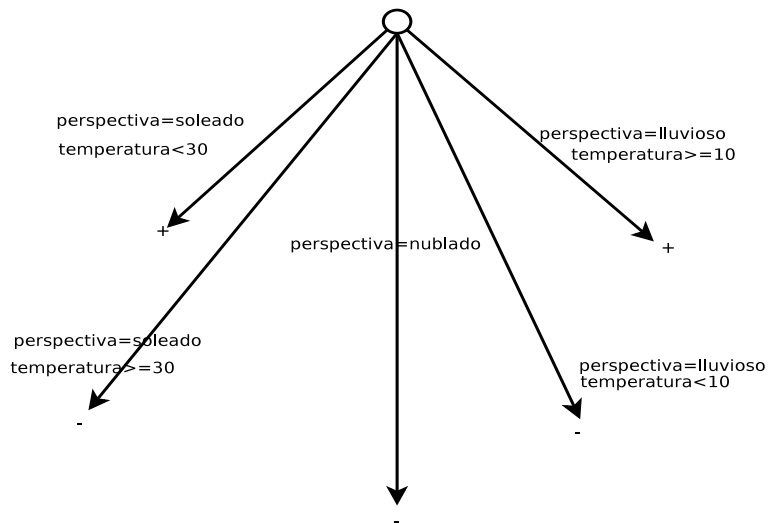 perspectiva=soleado
temperatura<30
+
perspectiva=lluvioso
temperatura>=10
+
perspectiva=nublado
perspectiva=soleado
temperatura>=30
-
perspectiva=lluvioso
temperatura<10
-
-